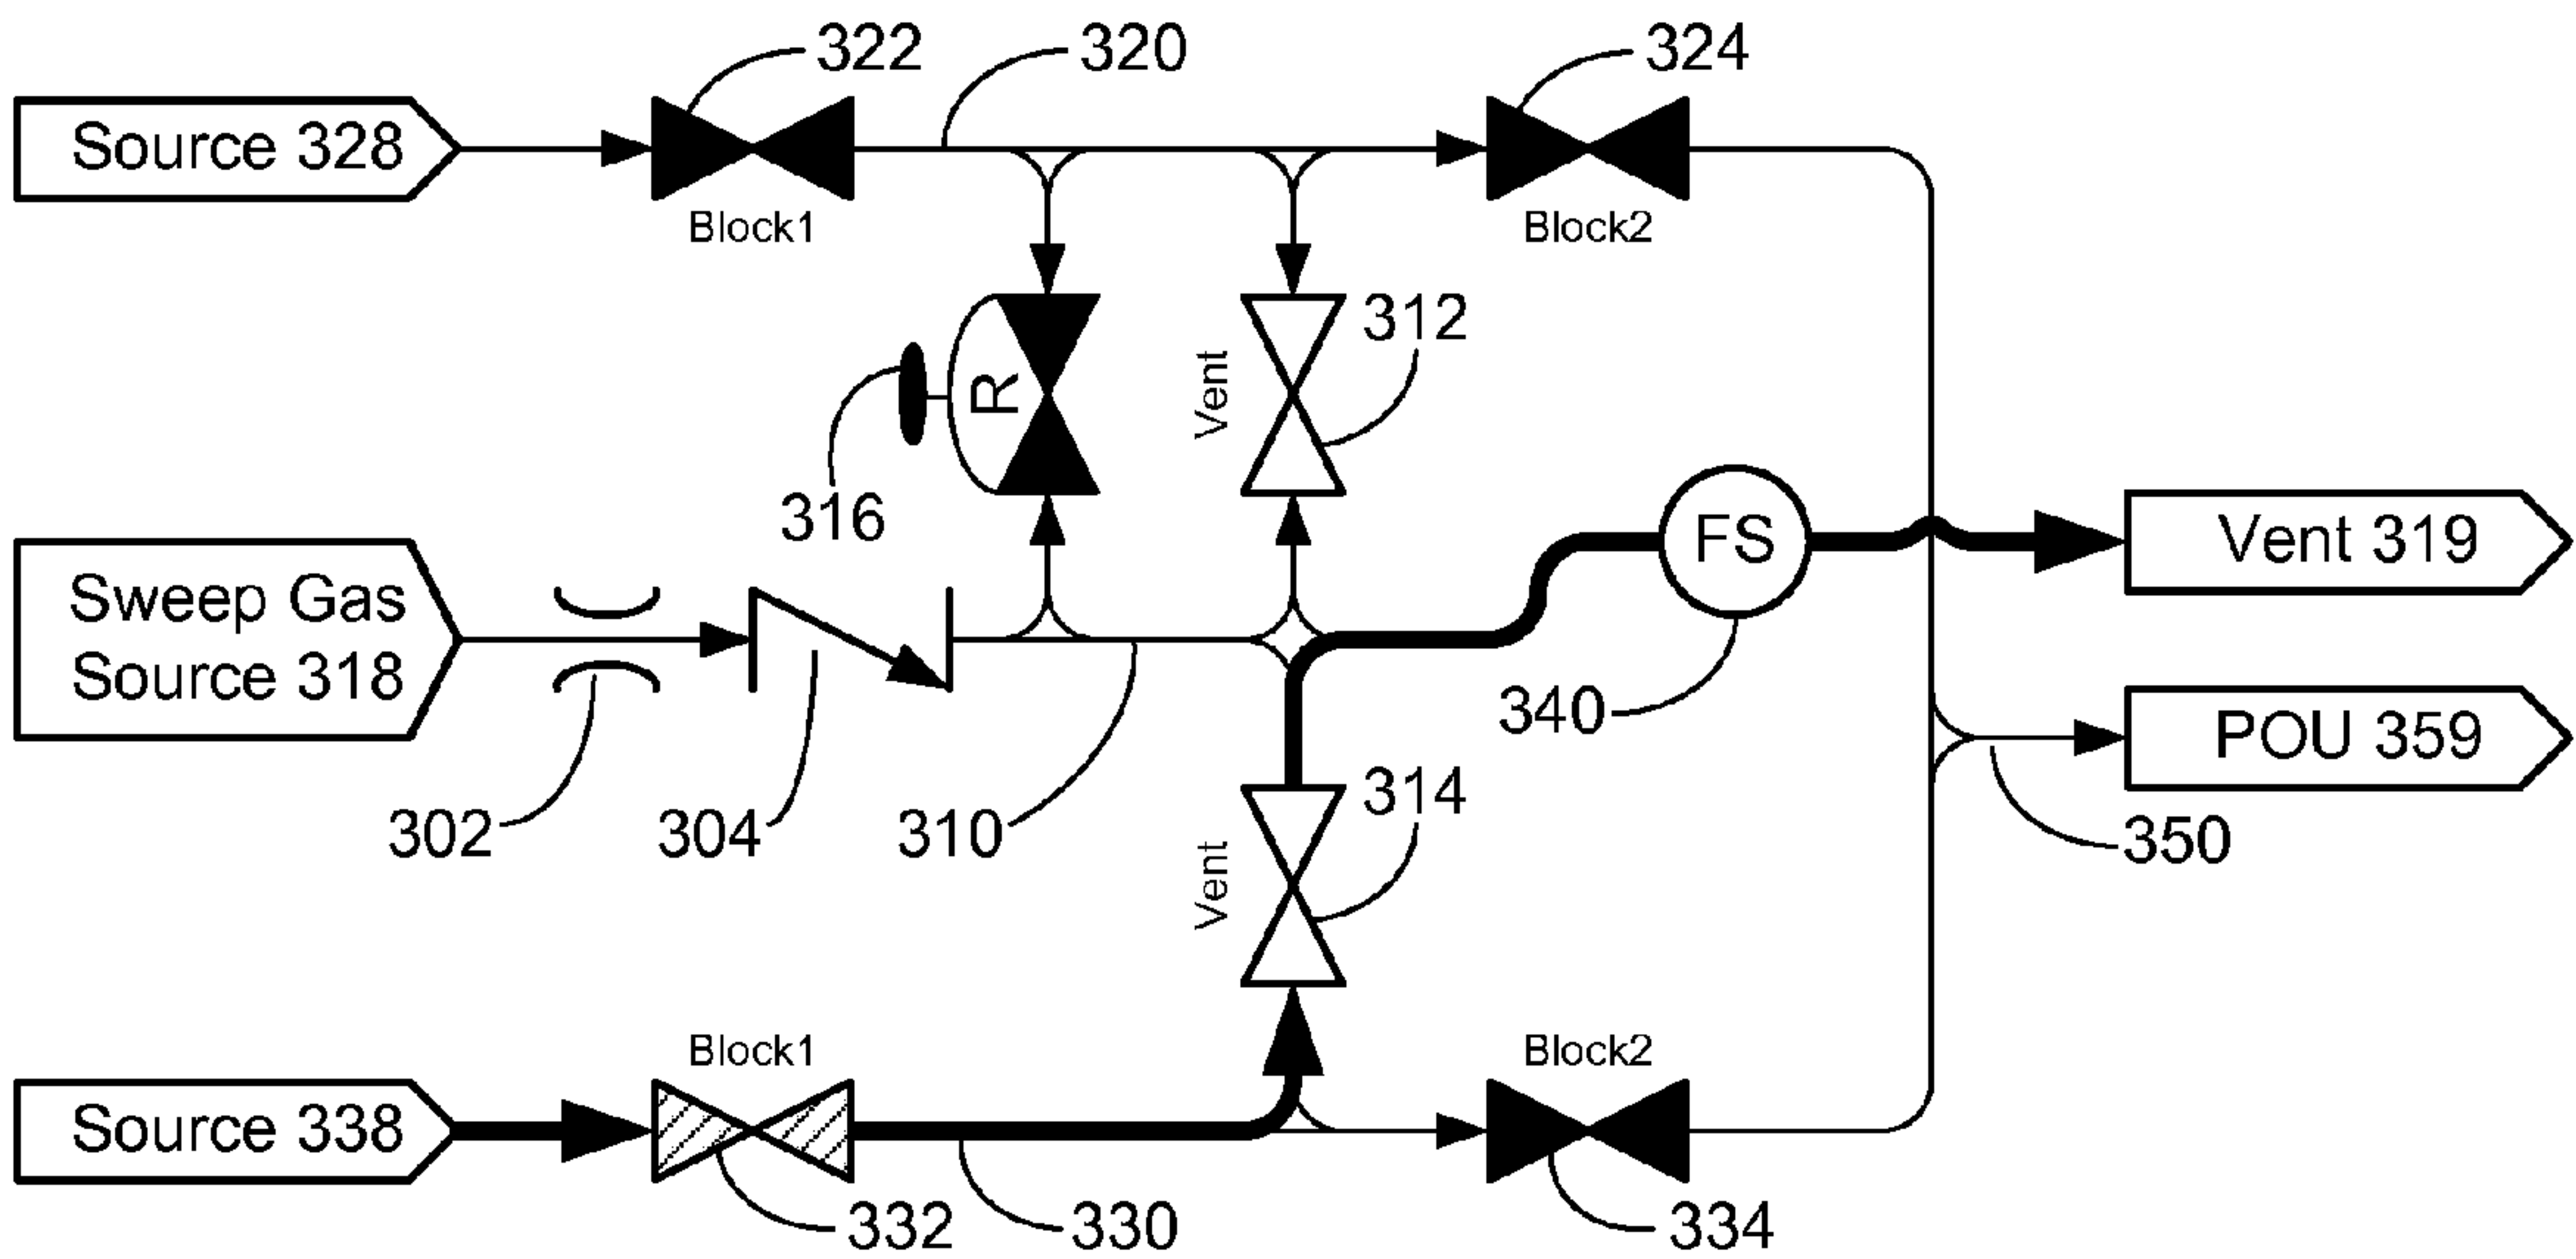 322
320
324
Source 328
Block1
Block2
R
Vent
312
316
FS
Vent 319
Sweep Gas
Source 318
340
POU 359
302
304
310
Vent
314
350
Block1
Block2
Source 338
332
330
334